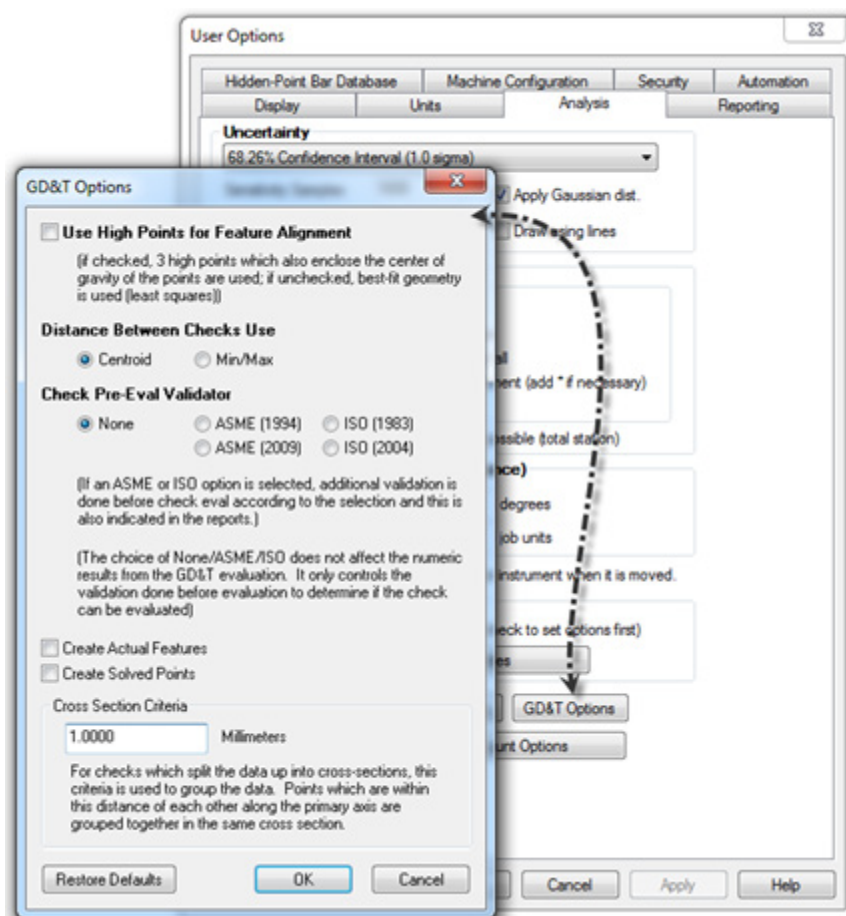 User Options
Hidden-Point Bar Database Machine Configuration Security Automation
Display Units Analysis Reporting
Uncertainty
68.26% Confidence Interval (1.0 sigma)
Apply Gaussian dist.
Draw using lines
all
ment (add * if necessary)
ossible (total station)
nce)
degrees
job units
instrument when it is moved.
eck to set options first)
es
GD&T Options
unt Options
Cancel Apply Help
GD&T Options
Use High Points for Feature Alignment
(if checked, 3 high points which also enclose the center of
gravity of the points are used; if unchecked, best-fit geometry
is used (least squares))
Distance Between Checks Use
Centroid Min/Max
Check Pre-Eval Validator
None ASME (1994) ISO (1983)
ASME (2009) ISO (2004)
(If an ASME or ISO option is selected, additional validation is
done before check eval according to the selection and this is
also indicated in the reports.)
(The choice of None/ASME/ISO does not affect the numeric
results from the GD&T evaluation. It only controls the
validation done before evaluation to determine if the check
can be evaluated)
Create Actual Features
Create Solved Points
Cross Section Criteria
1.0000 Millimeters
For checks which split the data up into cross-sections, this
criteria is used to group the data. Points which are within
this distance of each other along the primary axis are
grouped together in the same cross section.
Restore Defaults OK Cancel